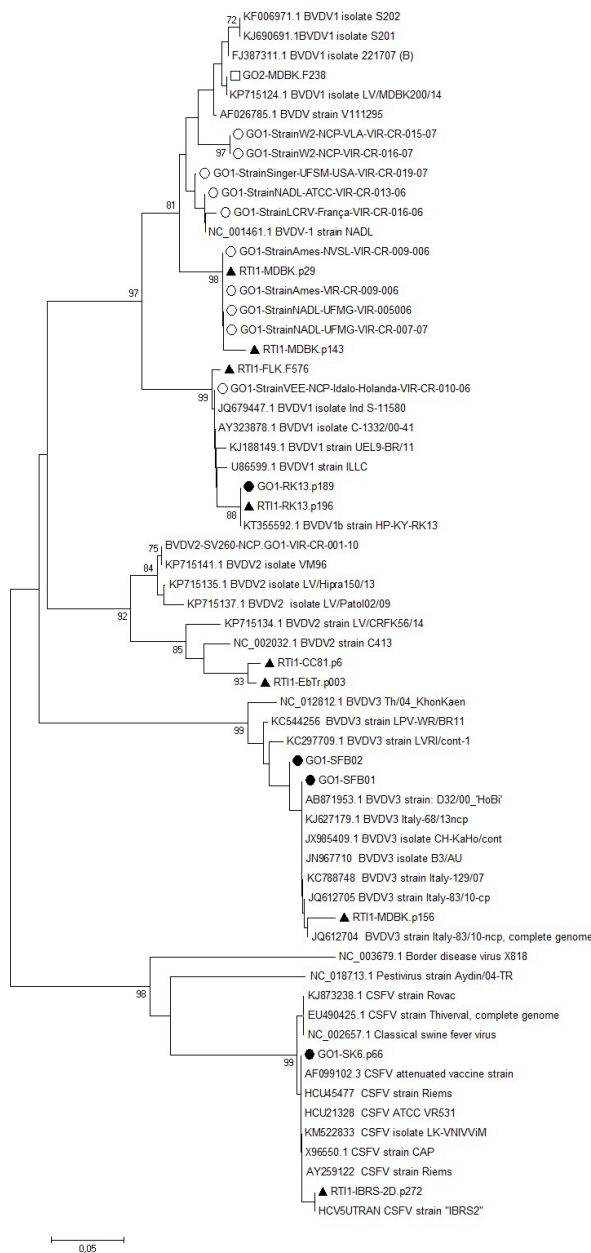 72
KF006971.1 BVDV1 isolate S202
KJ690691.1BVDV1 isolate S201
FJ387311.1 BVDV1 isolate 221707 (B)
GO2-MDBK.F238
KP715124.1 BVDV1 isolate LV/MDBK200/14
AF026785.1 BVDV strain V111295
GO1-StrainW2-NCP-VLA-VIR-CR-015-07
97
GO1-StrainW2-NCP-VIR-CR-016-07
GO1-StrainSinger-UFSM-USA-VIR-CR-019-07
GO1-StrainNADL-ATCC-VIR-CR-013-06
81
GO1-StrainLCRV-França-VIR-CR-016-06
NC_001461.1 BVDV-1 strain NADL
GO1-StrainAmes-NVSL-VIR-CR-009-006
98
RTI1-MDBK.p29
97
GO1-StrainAmes-VIR-CR-009-006
GO1-StrainNADL-UFMG-VIR-005006
GO1-StrainNADL-UFMG-VIR-CR-007-07
RTI1-MDBK.p143
RTI1-FLK.F576
99
GO1-StrainVEE-NCP-Idalo-Holanda-VIR-CR-010-06
JQ679447.1 BVDV1 isolate Ind S-11580
AY323878.1 BVDV1 isolate C-1332/00-41
KJ188149.1 BVDV1 strain UEL9-BR/11
U86599.1 BVDV1 strain ILLC
GO1-RK13.p189
88
RTI1-RK13.p196
KT355592.1 BVDV1b strain HP-KY-RK13
75
BVDV2-SV260-NCP.GO1-VIR-CR-001-10
84
KP715141.1 BVDV2 isolate VM96
KP715135.1 BVDV2 isolate LV/Hipra150/13
92
KP715137.1 BVDV2 isolate LV/Patol02/09
KP715134.1 BVDV2 strain LV/CRFK56/14
85
NC_002032.1 BVDV2 strain C413
RTI1-CC81.p6
93
RTI1-EbTr.p003
NC_012812.1 BVDV3 Th/04_KhonKaen
99
KC544256 BVDV3 strain LPV-WR/BR11
KC297709.1 BVDV3 strain LVRI/cont-1
GO1-SFB02
GO1-SFB01
AB871953.1 BVDV3 strain: D32/00_'HoBi'
KJ627179.1 BVDV3 Italy-68/13ncp
JX985409.1 BVDV3 isolate CH-KaHo/cont
JN967710 BVDV3 isolate B3/AU
KC788748 BVDV3 strain Italy-129/07
JQ612705 BVDV3 strain Italy-83/10-cp
RTI1-MDBK.p156
JQ612704 BVDV3 strain Italy-83/10-ncp, complete genome
NC_003679.1 Border disease virus X818
98
NC_018713.1 Pestivirus strain Aydin/04-TR
KJ873238.1 CSFV strain Rovac
EU490425.1 CSFV strain Thiverval, complete genome
NC_002657.1 Classical swine fever virus
99
GO1-SK6.p66
AF099102.3 CSFV attenuated vaccine strain
HCU45477 CSFV strain Riems
HCU21328 CSFV ATCC VR531
KM522833 CSFV isolate LK-VNIVViM
X96550.1 CSFV strain CAP
AY259122 CSFV strain Riems
RTI1-IBRS-2D.p272
HCV5UTRAN CSFV strain "IBRS2"
0,05